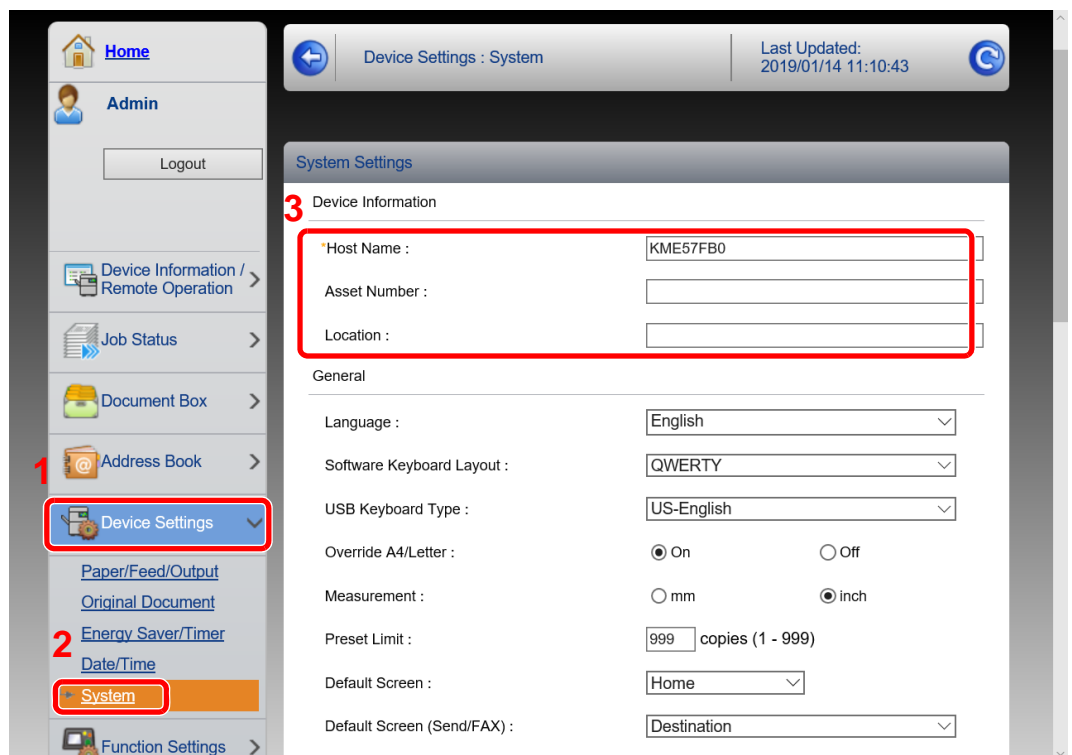 Home
Admin
Logout
Device Information /
Remote Operation
Job Status
Document Box
1
Address Book
Device Settings
Paper/Feed/Output
Original Document
2
Energy Saver/Timer
Date/Time
System
Function Settings
Device Settings : System
Last Updated:
2019/01/14 11:10:43
System Settings
3
Device Information
*Host Name : KME57FB0
Asset Number :
Location :
General
Language : English
Software Keyboard Layout : QWERTY
USB Keyboard Type : US-English
Override A4/Letter : On Off
Measurement : mm inch
Preset Limit : 999 copies (1 - 999)
Default Screen : Home
Default Screen (Send/FAX) : Destination